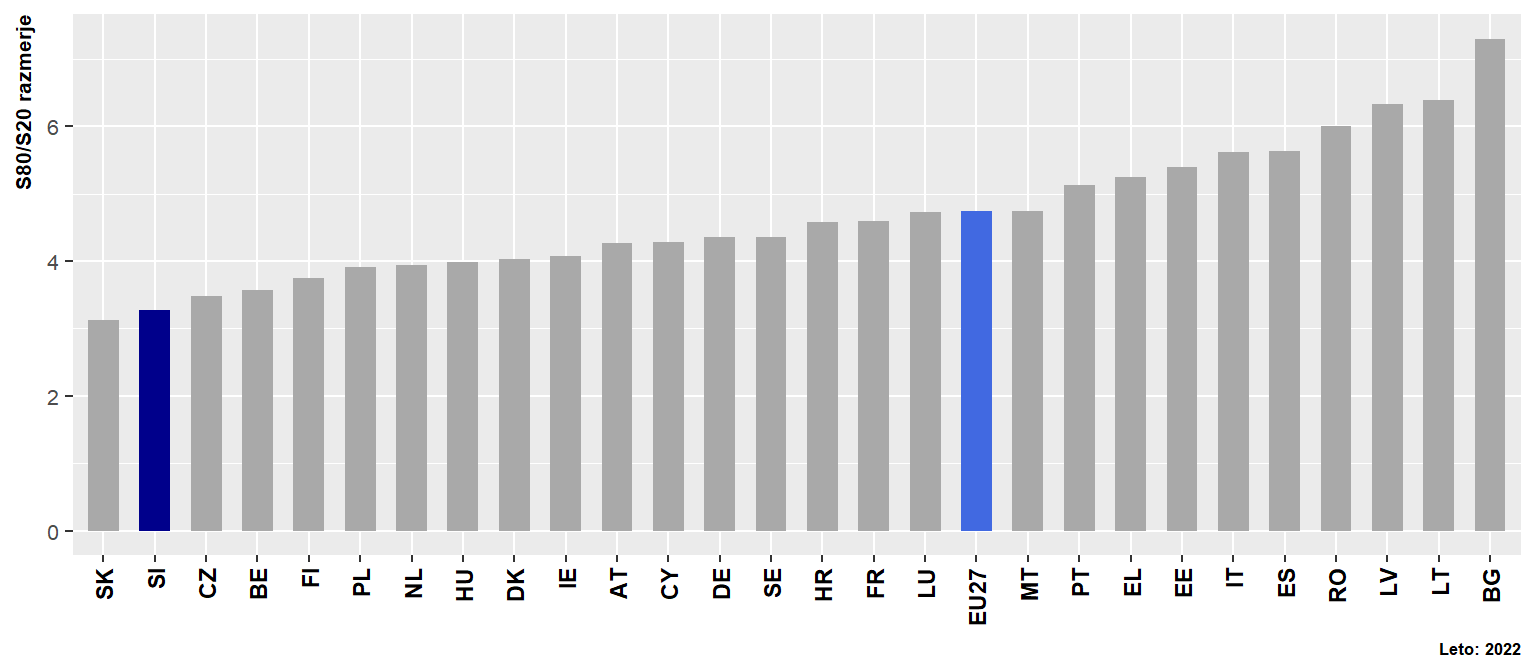 S80/S20 razmerje
6
4
2
0
SK SI CZ BE FI PL NL HU DK IE AT CY DE SE HR FR LU EU27 MT PT EL EE IT ES RO LV LT BG
Leto: 2022